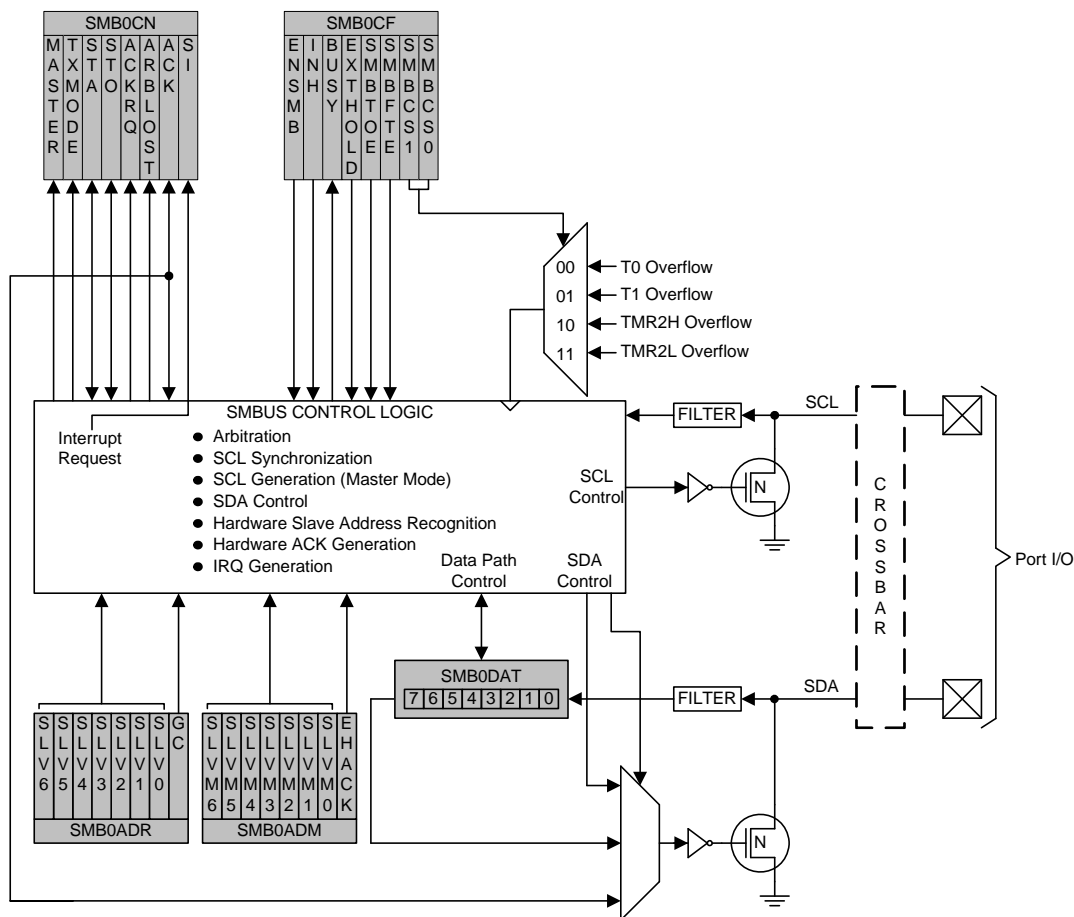 SMB0CN
MASTER
TXMODE
STA
STO
ACKRQ
ARBLOST
ACK
SI
SMB0CF
ENSMB
INH
BUSY
EXTHOLD
SMBTOE
SMBFTE
SMBCS1
SMBCS0
00
01
10
11
T0 Overflow
T1 Overflow
TMR2H Overflow
TMR2L Overflow
SMBUS CONTROL LOGIC
Interrupt
Request
● Arbitration
● SCL Synchronization
● SCL Generation (Master Mode)
● SDA Control
● Hardware Slave Address Recognition
● Hardware ACK Generation
● IRQ Generation
Data Path
Control
SCL
Control
SDA
Control
FILTER
SCL
N
CROSSBAR
Port I/O
SMB0DAT
7 6 5 4 3 2 1 0
FILTER
SDA
N
SLV6
SLV5
SLV4
SLV3
SLV2
SLV1
SLV0
GC
SMB0ADR
SLVM6
SLVM5
SLVM4
SLVM3
SLVM2
SLVM1
SLVM0
EHACK
SMB0ADM